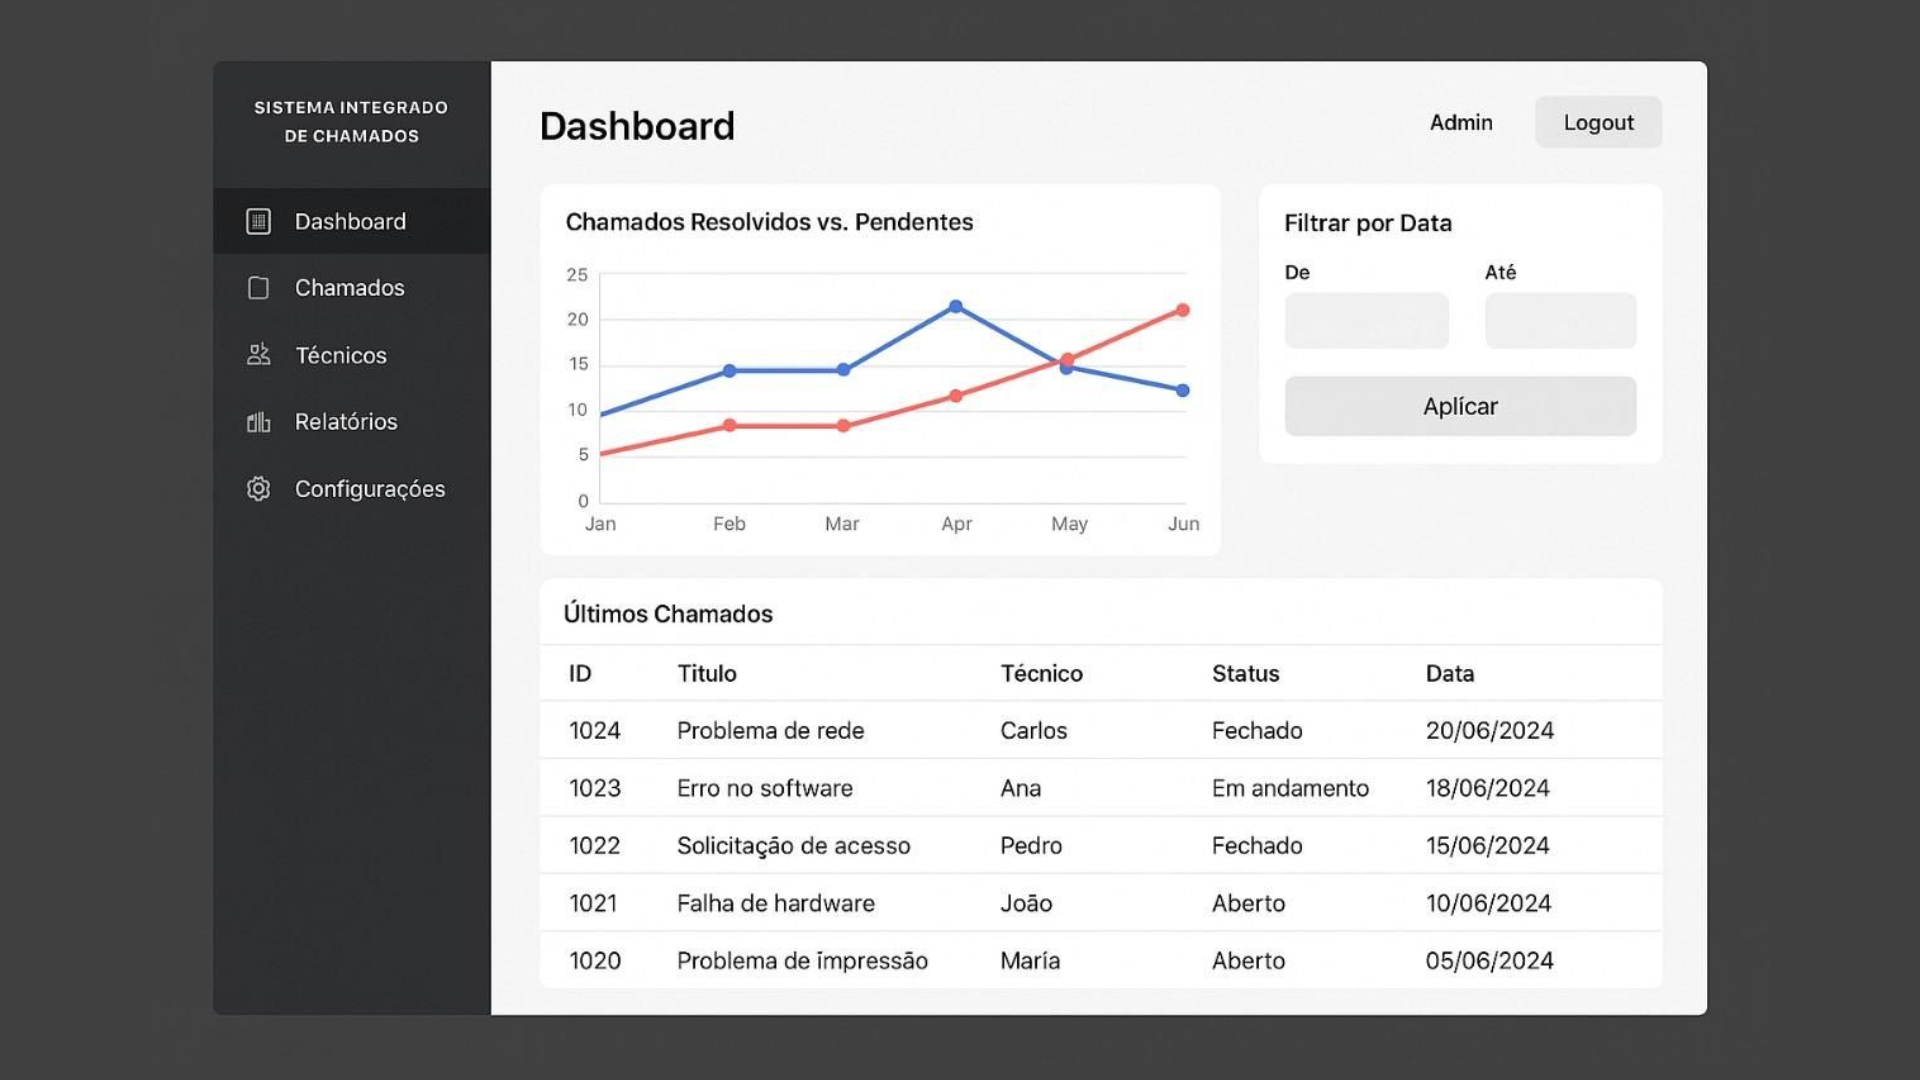 SISTEMA INTEGRADO
DE CHAMADOS
Dashboard
Chamados
Técnicos
Relatórios
Configuraçóes
Dashboard
Admin
Logout
Chamados Resolvidos vs. Pendentes
25
20
15
10
5
0
Jan Feb Mar Apr May Jun
Filtrar por Data
De Até
Aplícar
Últimos Chamados
ID Titulo Técnico Status Data
1024 Problema de rede Carlos Fechado 20/06/2024
1023 Erro no software Ana Em andamento 18/06/2024
1022 Solicitação de acesso Pedro Fechado 15/06/2024
1021 Falha de hardware João Aberto 10/06/2024
1020 Problema de īmpressão María Aberto 05/06/2024